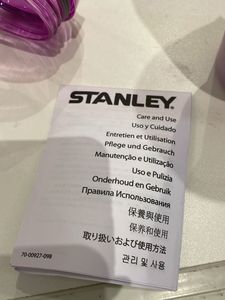 STANLEY.
Care and Use
Uso y Cuidado
Entretien et Utilisation
Pflege und Gebrauch
Manutenção e Utilização
Uso e Pulizia
Onderhoud en Gebruik
Правила Использования
保養與使用
保养和使用
取り扱いおよび使用方法
관리 및 사용
70-00927-098